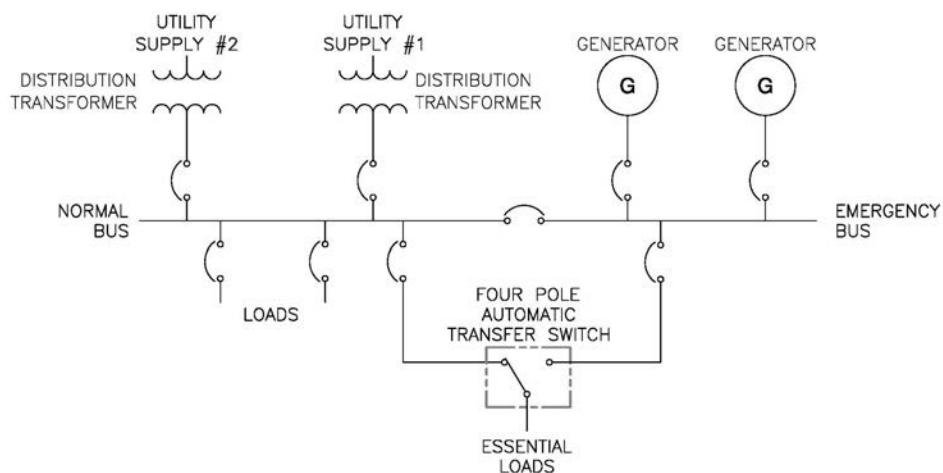 UTILITY
SUPPLY #2
UTILITY
SUPPLY #1
GENERATOR
GENERATOR
DISTRIBUTION
TRANSFORMER
DISTRIBUTION
TRANSFORMER
G
G
NORMAL
BUS
EMERGENCY
BUS
LOADS
FOUR POLE
AUTOMATIC
TRANSFER SWITCH
ESSENTIAL
LOADS